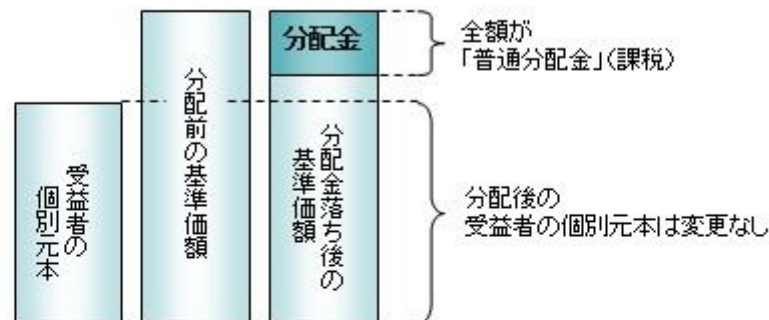 受益者の
個別元本
分配前の基準価額
分配金
分配金落ち後の
基準価額
全額が
「普通分配金」(課税)
分配後の
受益者の個別元本は変更なし